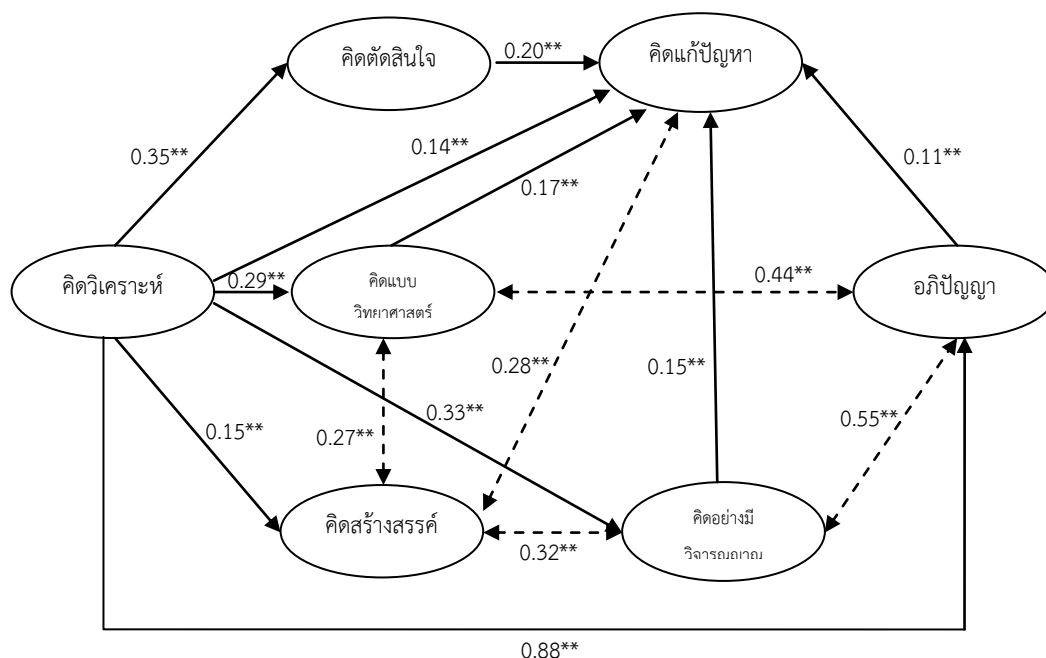 คิดตัดสินใจ
0.20**
คิดแก้ปัญหา
0.35**
0.14**
0.17**
0.11**
คิดวิเคราะห์
0.29**
คิดแบบ
วิทยาศาสตร์
0.44**
อภิปัญญา
0.28**
0.15**
0.33**
0.15**
0.27**
0.55**
คิดสร้างสรรค์
0.32**
คิดอย่างมี
วิจารณญาณ
0.88**